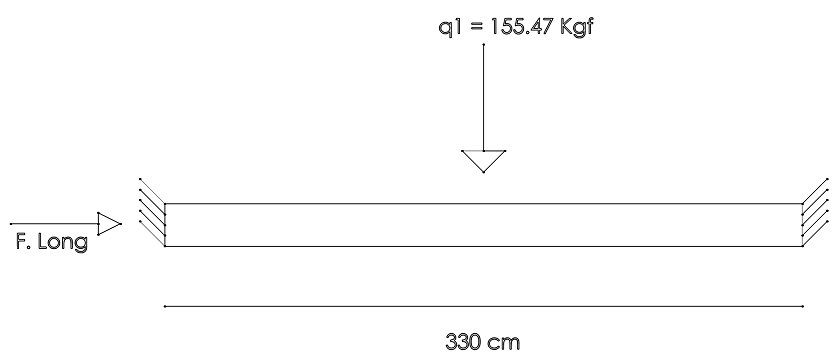 q1 = 155.47 Kgf
F. Long
330 cm